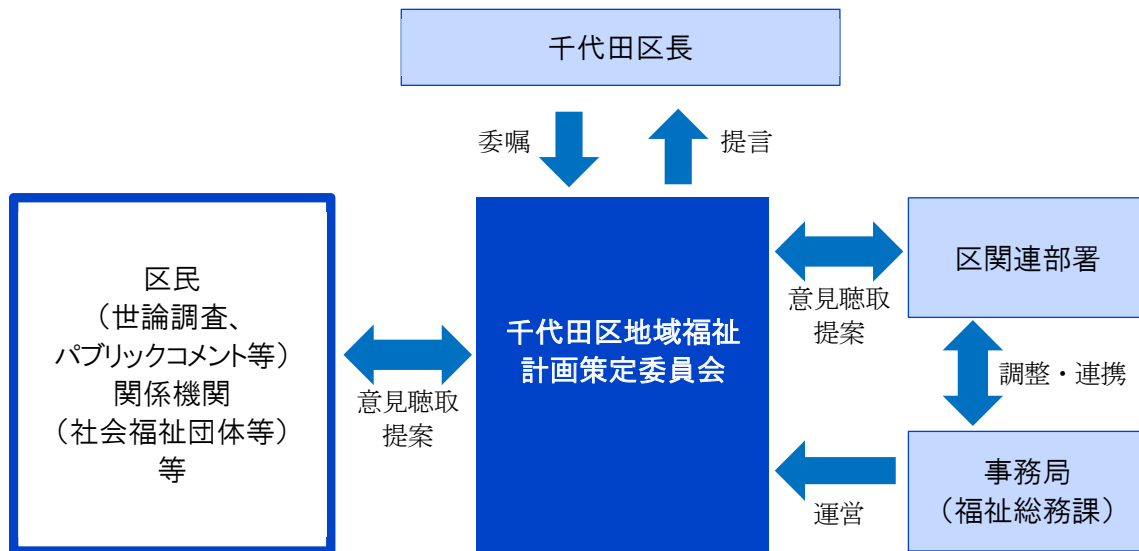 千代田区長
委嘱
提言
区民
（世論調査、
パブリックコメント等）
関係機関
（社会福祉団体等）
等
意見聴取
提案
千代田区地域福祉
計画策定委員会
意見聴取
提案
区関連部署
調整・連携
運営
事務局
（福祉総務課）